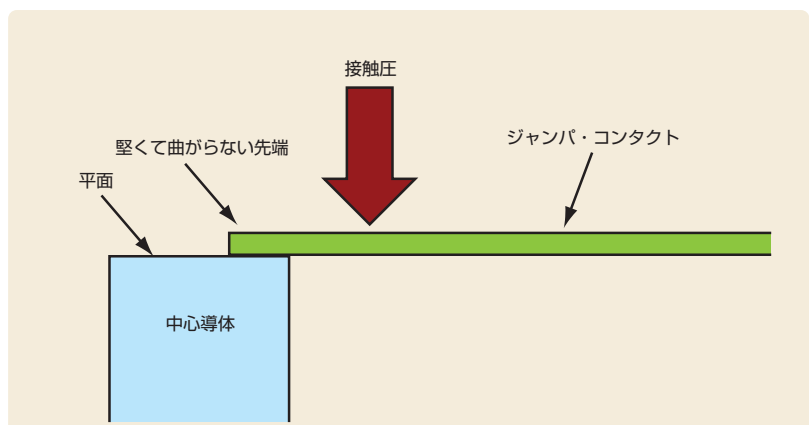 接触圧
ジャンパ・コンタクト
堅くて曲がらない先端
平面
中心導体